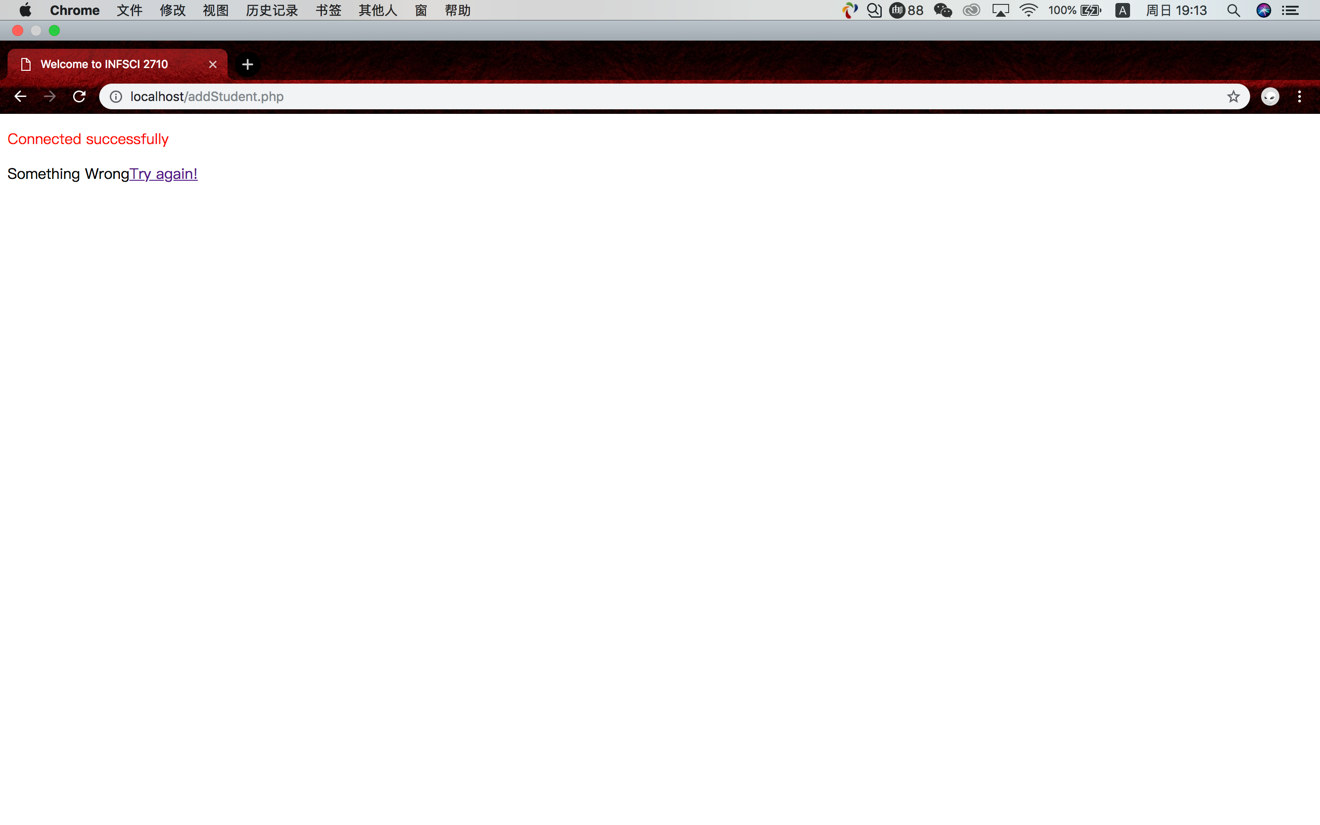 Chrome 文件 修改 视图 历史记录 书签 其他人 窗 帮助 88 100% A 周日 19:13
Welcome to INFSCI 2710
localhost/addStudent.php
Connected successfully
Something WrongTry again!